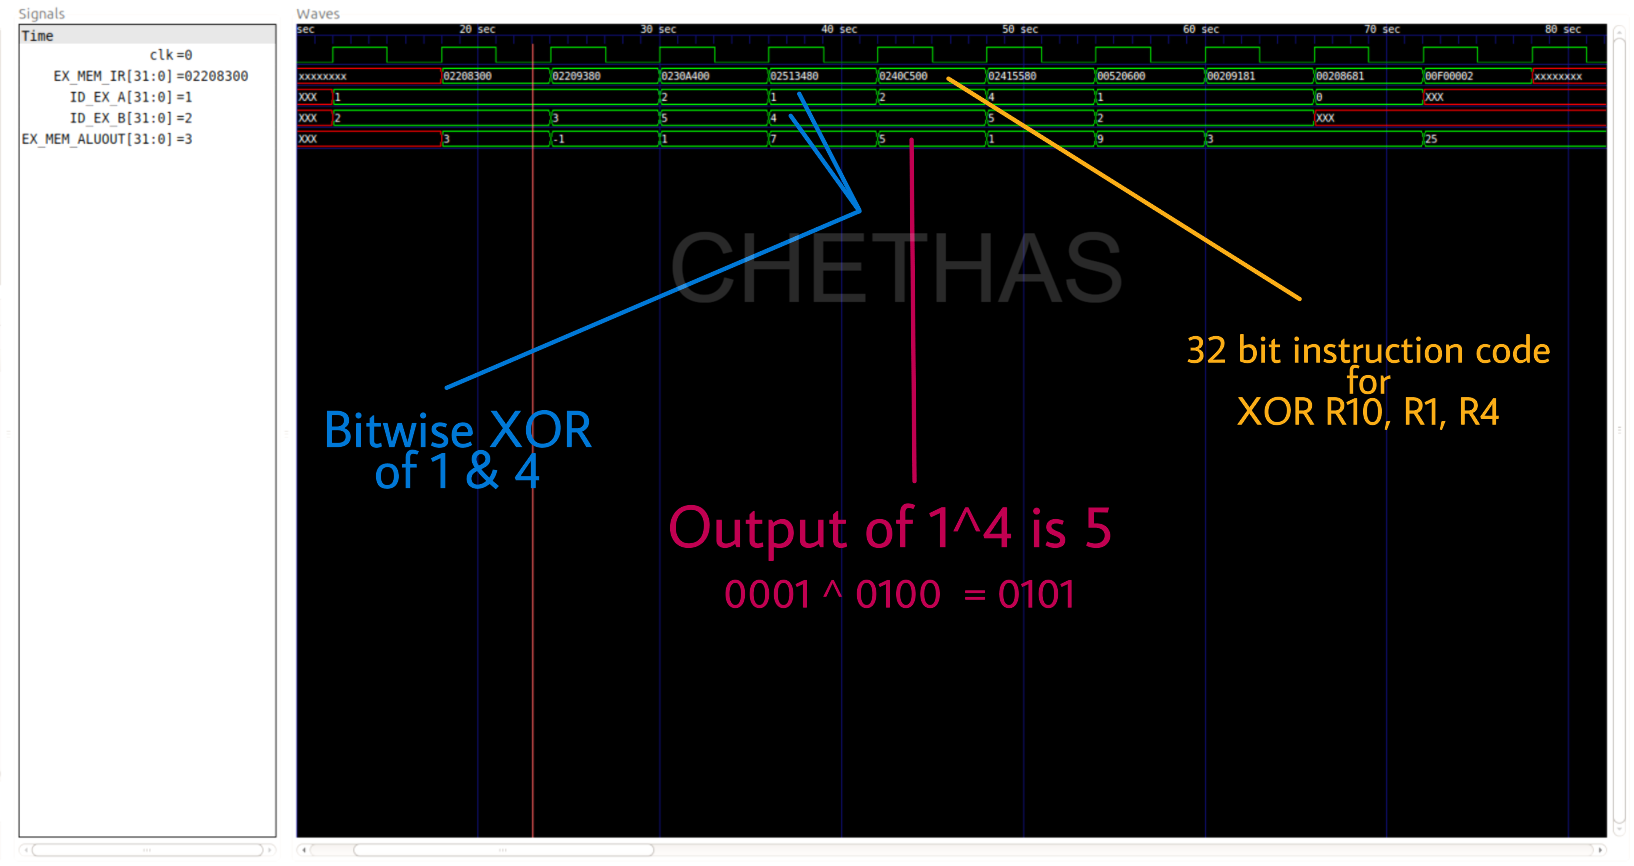 Signals
Waves
Time
sec
20 sec
30 sec
40 sec
50 sec
60 sec
70 sec
80 sec
clk=0
EX_MEM_IR[31:0]=02208300
xxxxxxxx
02208300
02209380
0230A400
02513480
0240C500
02415580
00520600
00209181
00208681
00F00002
xxxxxxxx
ID_EX_A[31:0]=1
XXX
1
2
1
2
4
1
0
XXX
ID_EX_B[31:0]=2
XXX
2
3
5
4
5
2
XXX
EX_MEM_ALUOUT[31:0]=3
XXX
3
-1
1
7
5
1
9
3
25
CHETHAS
32 bit instruction code
for
XOR R10, R1, R4
Bitwise XOR
of 1 & 4
Output of 1^4 is 5
0001 ^ 0100 = 0101